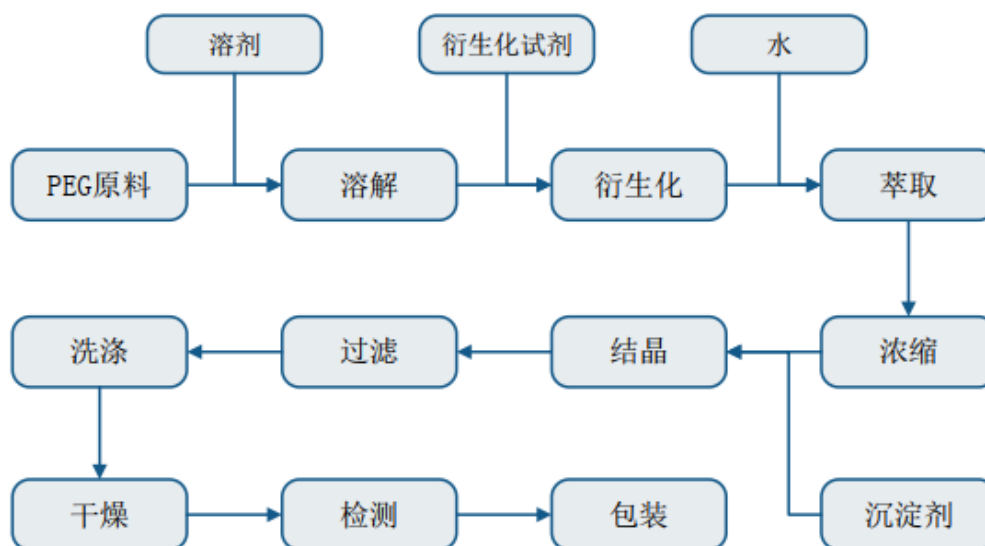 溶剂
衍生化试剂
水
PEG原料
溶解
衍生化
萃取
洗涤
过滤
结晶
浓缩
干燥
检测
包装
沉淀剂